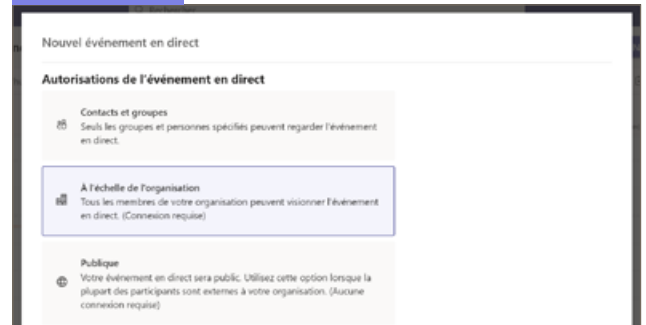 Nouvel événement en direct
Autorisations de l'événement en direct
Contacts et groupes
Seuls les groupes et personnes spécifiés peuvent regarder l'événement
en direct.
À l'échelle de l'organisation
Tous les membres de votre organisation peuvent visionner l'événement
en direct. (Connexion requise)
Publique
Votre événement en direct sera public. Utilisez cette option lorsque la
plupart des participants sont externes à votre organisation. (Aucune
connexion requise)